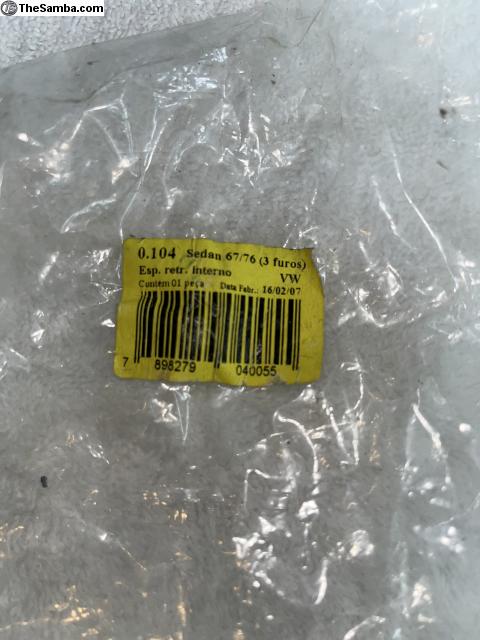 TheSamba.com
0.104 Sedan 67/76 (3 furos)
Esp. retr. interno VW
Contém 01 peça Data Fabr.: 16/02/07
7 898279 040055